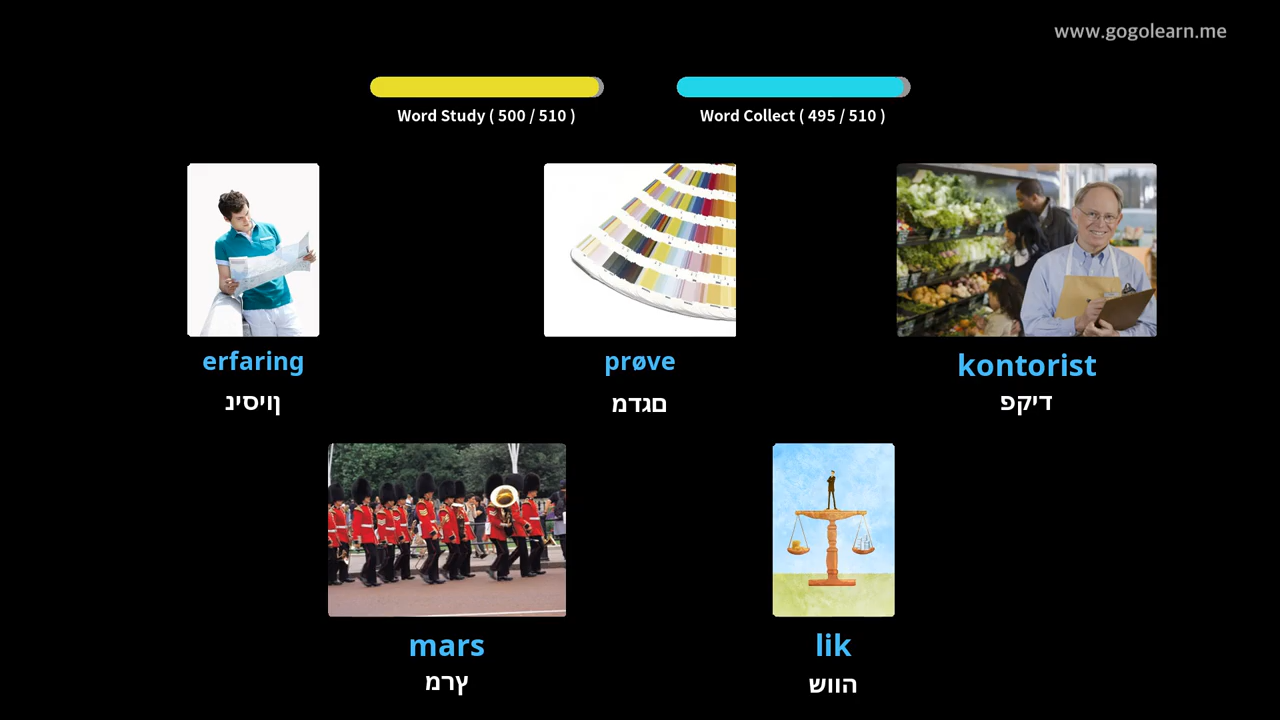 www.gogolearn.me
Word Study ( 500 / 510 )
Word Collect ( 495 / 510 )
erfaring
ןויסינ
prøve
םגדמ
kontorist
דיקפ
mars
ץרמ
lik
הווש